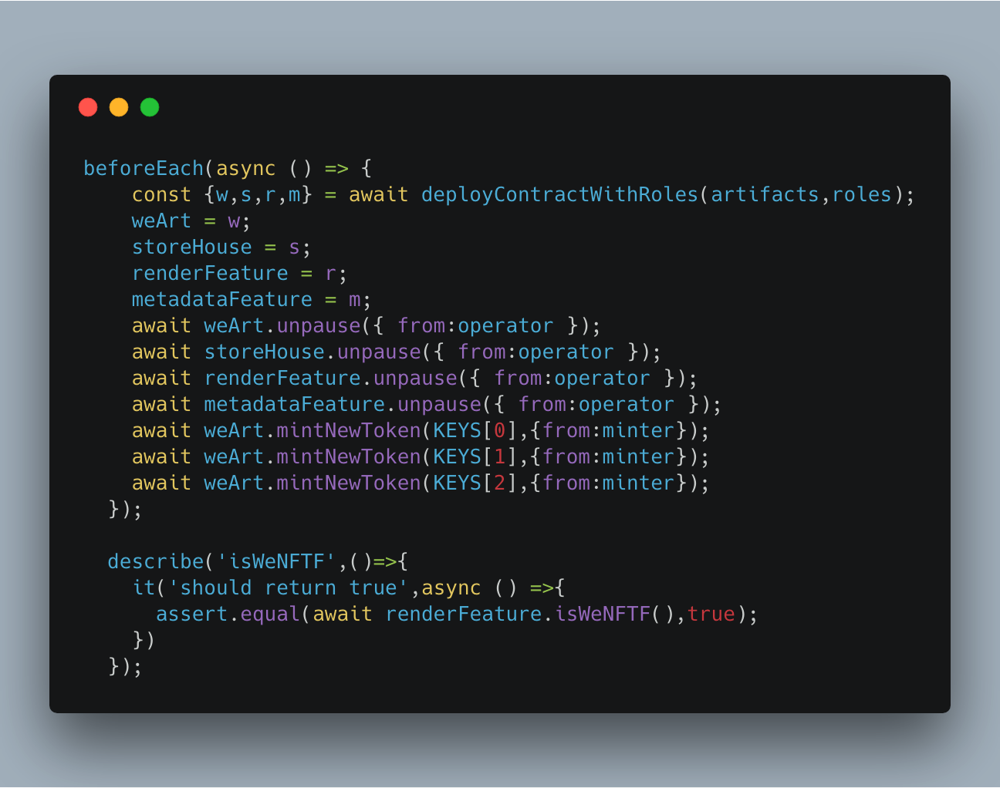 beforeEach(async () => {
    const {w,s,r,m} = await deployContractWithRoles(artifacts,roles);
    weArt = w;
    storeHouse = s;
    renderFeature = r;
    metadataFeature = m;
    await weArt.unpause({ from:operator });
    await storeHouse.unpause({ from:operator });
    await renderFeature.unpause({ from:operator });
    await metadataFeature.unpause({ from:operator });
    await weArt.mintNewToken(KEYS[0],{from:minter});
    await weArt.mintNewToken(KEYS[1],{from:minter});
    await weArt.mintNewToken(KEYS[2],{from:minter});
  });

  describe('isWeNFTF',()=>{
    it('should return true',async () =>{
      assert.equal(await renderFeature.isWeNFTF(),true);
    })
  });